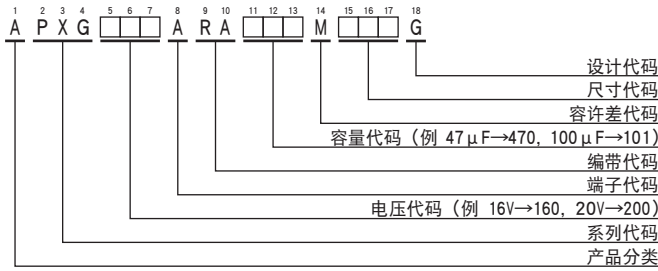 1 2 3 4 5 6 7 8 9 10 11 12 13 14 15 16 17 18
A P X G A R A M G
设计代码
尺寸代码
容许差代码
容量代码（例 47μF→470, 100μF→101）
编带代码
端子代码
电压代码（例 16V→160, 20V→200）
系列代码
产品分类